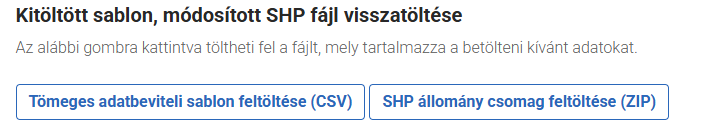 Kitöltött sablon, módosított SHP fájl visszatöltése
Az alábbi gombra kattintva töltheti fel a fájlt, mely tartalmazza a betölteni kívánt adatokat.
Tömeges adatbeviteli sablon feltöltése (CSV) SHP állomány csomag feltöltése (ZIP)